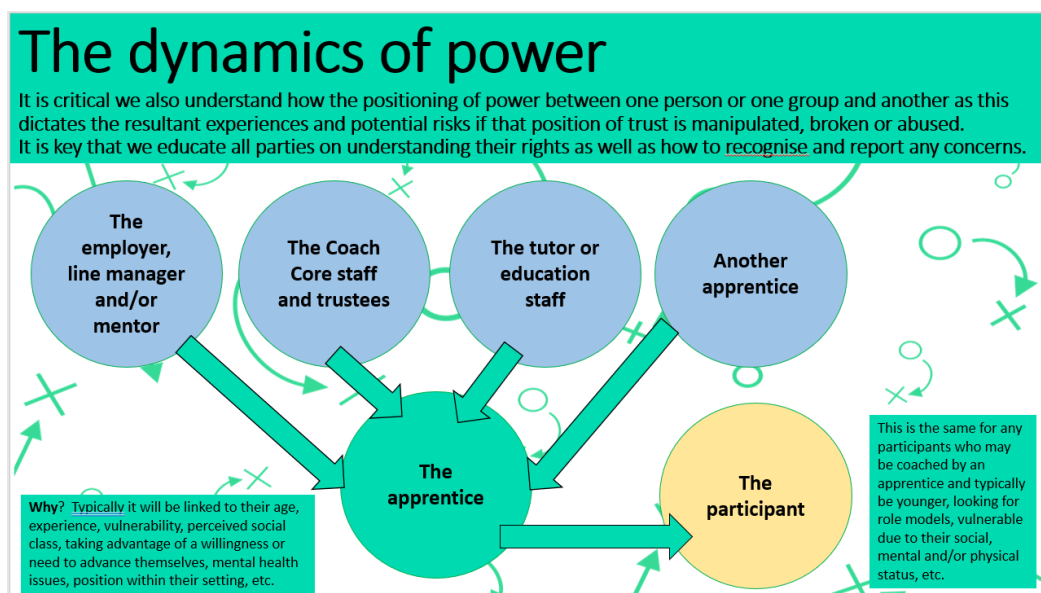 The dynamics of power
It is critical we also understand how the positioning of power between one person or one group and another as this
dictates the resultant experiences and potential risks if that position of trust is manipulated, broken or abused.
It is key that we educate all parties on understanding their rights as well as how to recognise and report any concerns.
The
employer,
line manager
and/or
mentor
The Coach
Core staff
and trustees
The tutor or
education
staff
Another
apprentice
The
apprentice
The
participant
This is the same for any
participants who may
be coached by an
apprentice and typically
be younger, looking for
role models, vulnerable
due to their social,
mental and/or physical
status, etc.
Why? Typically it will be linked to their age,
experience, vulnerability, perceived social
class, taking advantage of a willingness or
need to advance themselves, mental health
issues, position within their setting, etc.